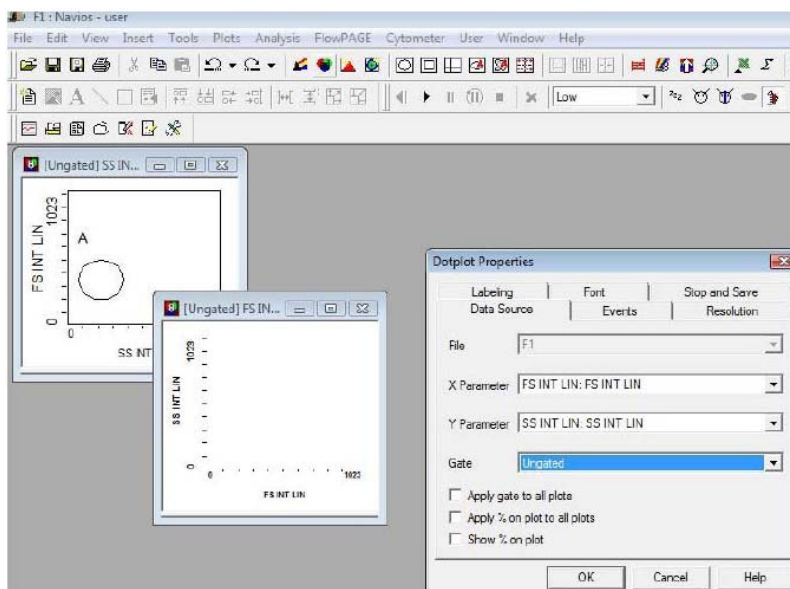 F1 : Navios - user
File Edit View Insert Tools Plots Analysis FlowPAGE Cytometer User Window Help
Low
[Ungated] SS IN...
1023
A
FS INT LIN
0
0
SS INT
[Ungated] FS IN...
1023
SS INT LIN
0
0 1023
FS INT LIN
Dotplot Properties
Labeling Font Stop and Save
Data Source Events Resolution
File F1
X Parameter FS INT LIN: FS INT LIN
Y Parameter SS INT LIN: SS INT LIN
Gate Ungated
Apply gate to all plots
Apply % on plot to all plots
Show % on plot
OK Cancel Help